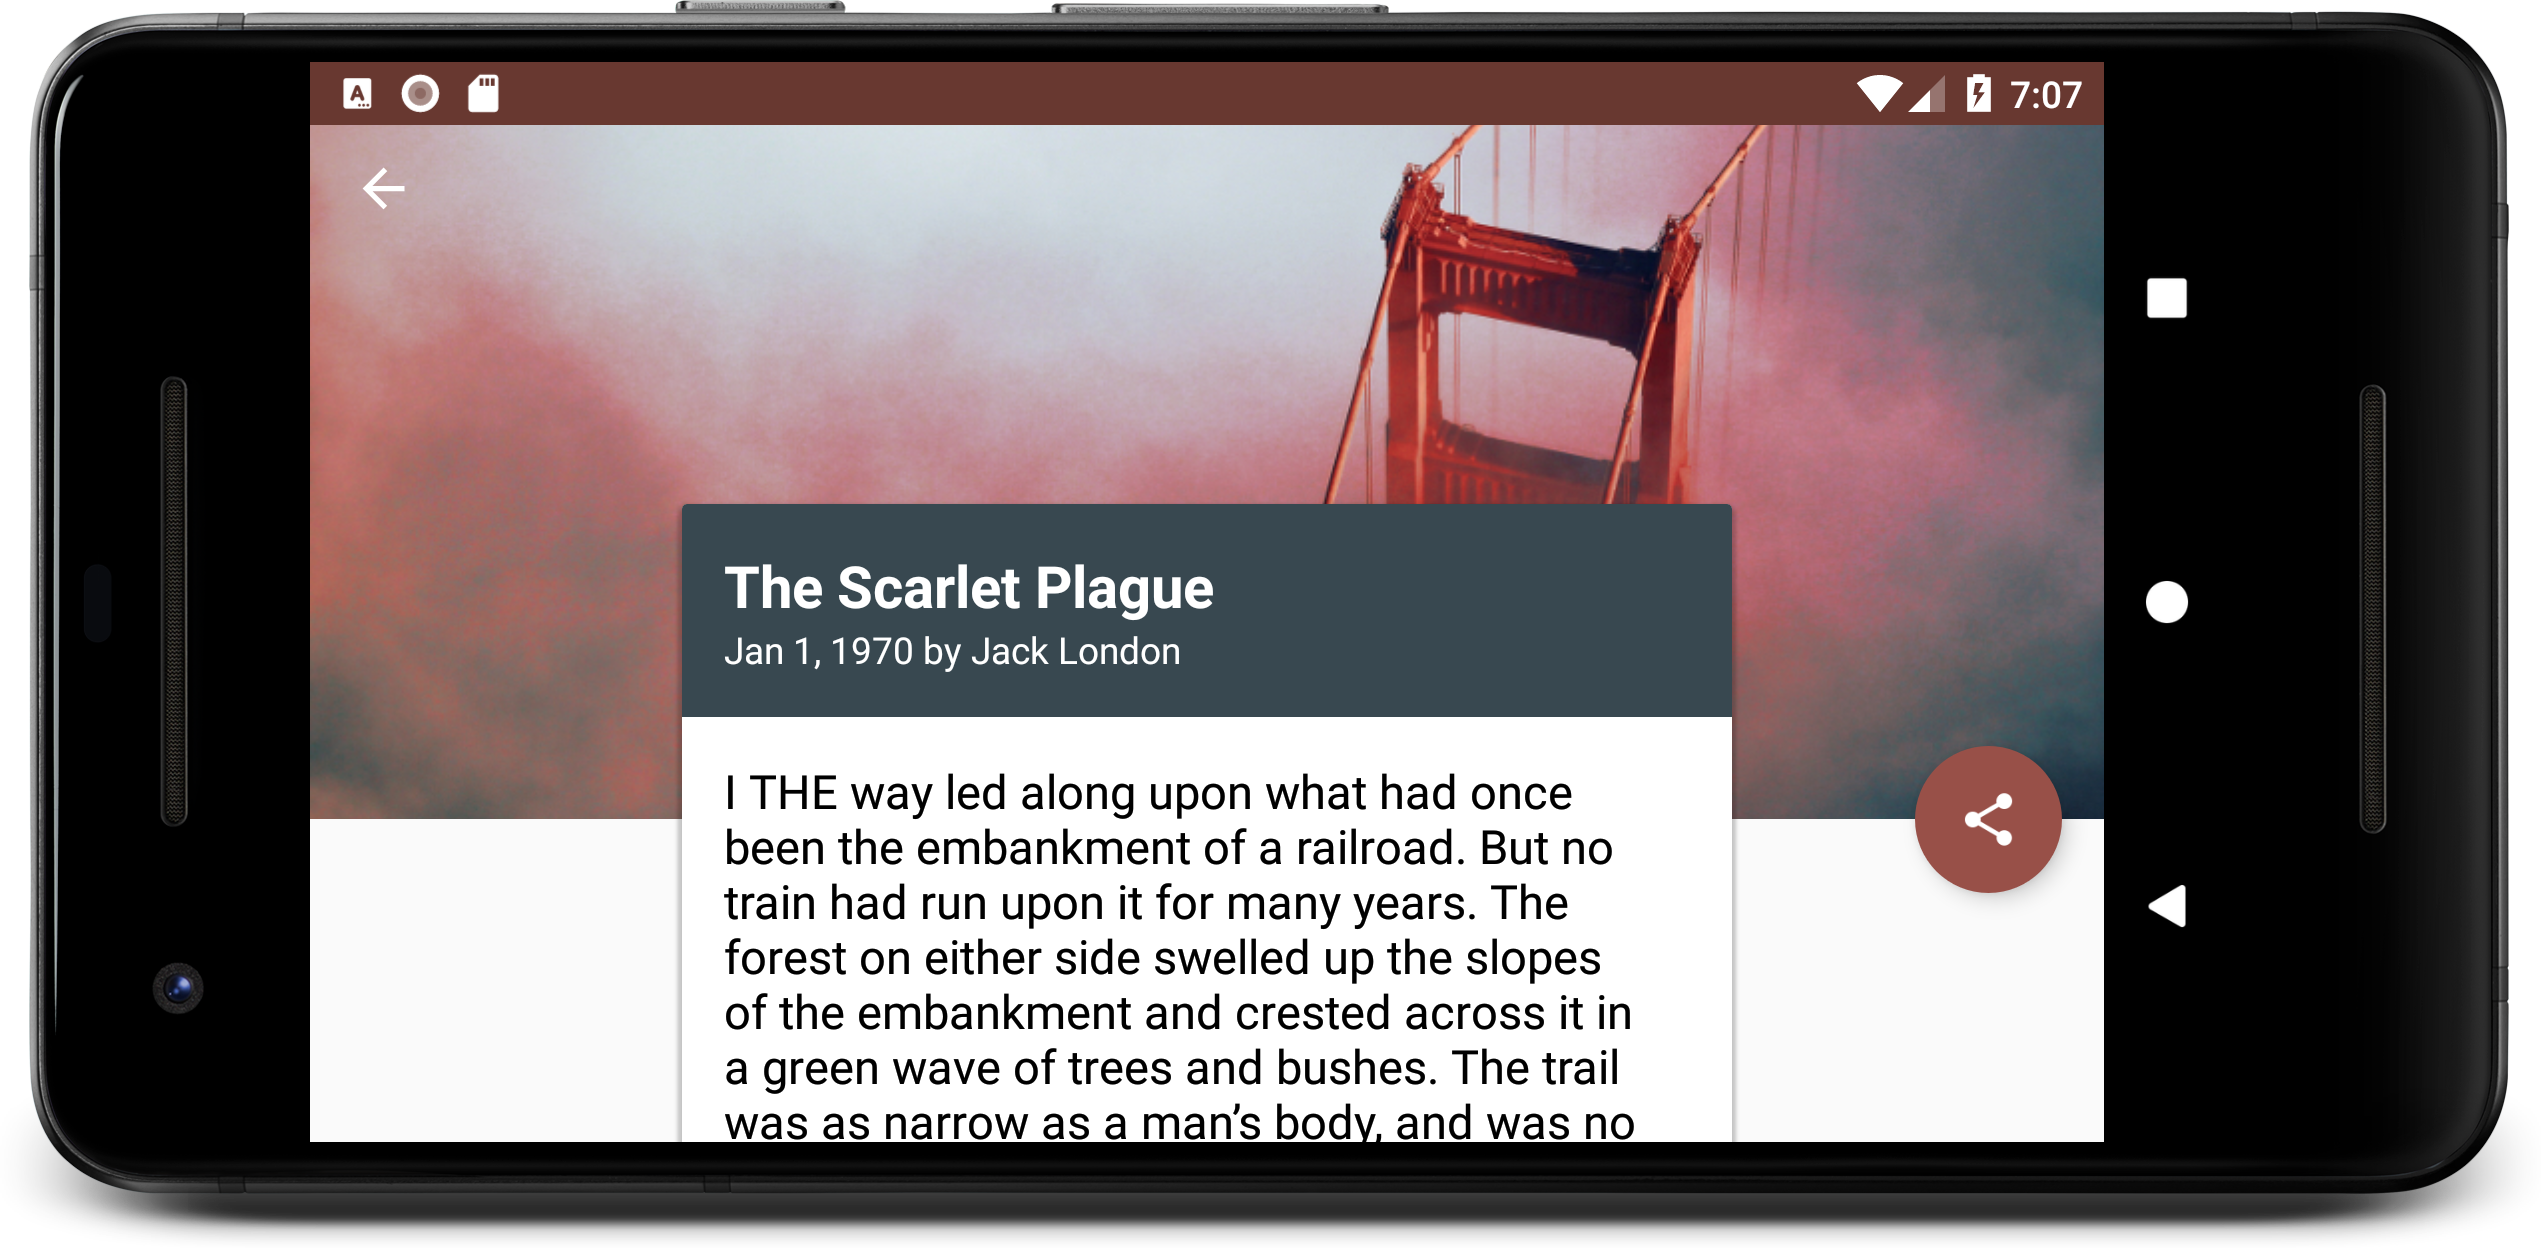 7:07
The Scarlet Plague
Jan 1, 1970 by Jack London
I THE way led along upon what had once
been the embankment of a railroad. But no
train had run upon it for many years. The
forest on either side swelled up the slopes
of the embankment and crested across it in
a green wave of trees and bushes. The trail
was as narrow as a man’s body, and was no